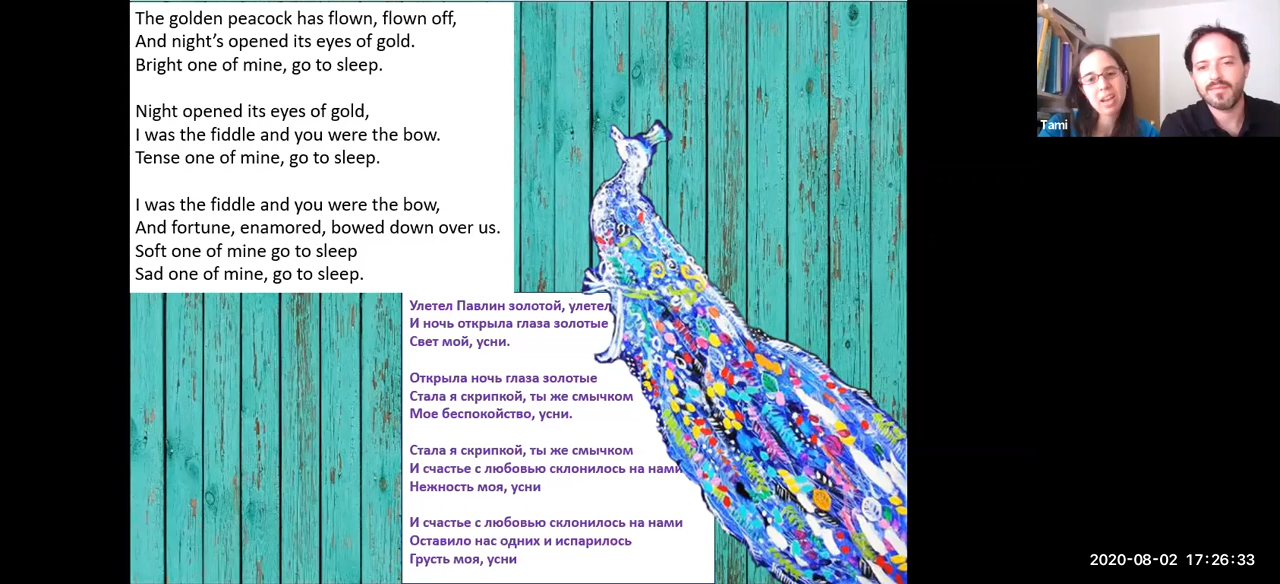 The golden peacock has flown, flown off,
And night's opened its eyes of gold.
Bright one of mine, go to sleep.
Night opened its eyes of gold,
I was the fiddle and you were the bow.
Tense one of mine, go to sleep.
I was the fiddle and you were the bow,
And fortune, enamored, bowed down over us.
Soft one of mine go to sleep
Sad one of mine, go to sleep.
Улетел Павлин золотой, улетел
И ночь открыла глаза золотые
Свет мой, усни.
Открыла ночь глаза золотые
Стала я скрипкой, ты же смычком
Мое беспокойство, усни.
Стала я скрипкой, ты же смычком
И счастье с любовью склонилось на нами
Нежность моя, усни
И счастье с любовью склонилось на нами
Оставило нас одних и испарилось
Грусть моя, усни
Tami
2020-08-02 17:26:33